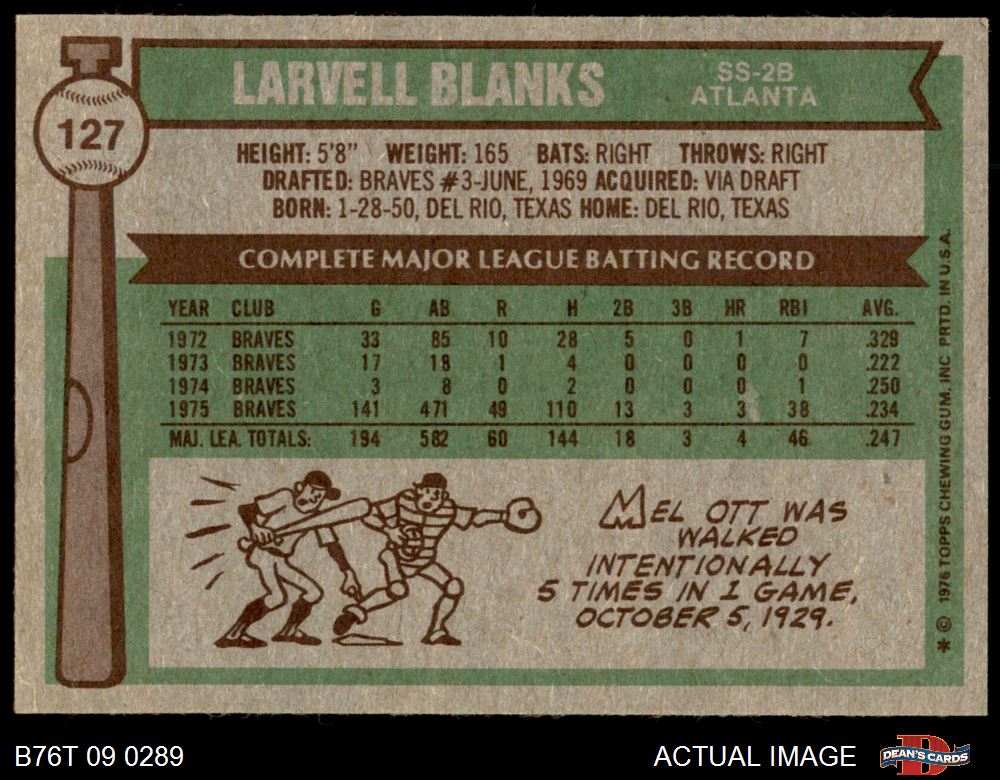 LARVELL BLANKS
SS-2B
ATLANTA
127
HEIGHT: 5'8" WEIGHT: 165 BATS: RIGHT THROWS: RIGHT
DRAFTED: BRAVES #3-JUNE, 1969 ACQUIRED: VIA DRAFT
BORN: 1-28-50, DEL RIO, TEXAS HOME: DEL RIO, TEXAS
COMPLETE MAJOR LEAGUE BATTING RECORD
YEAR CLUB G AB R H 2B 3B HR RBI AVG.
1972 BRAVES 33 85 10 28 5 0 1 7 .329
1973 BRAVES 17 18 1 4 0 0 0 0 .222
1974 BRAVES 3 8 0 2 0 0 0 1 .250
1975 BRAVES 141 471 49 110 13 3 3 38 .234
MAJ. LEA. TOTALS: 194 582 60 144 18 3 4 46 .247
MEL OTT WAS
WALKED
INTENTIONALLY
5 TIMES IN 1 GAME,
OCTOBER 5, 1929.
* © 1976 TOPPS CHEWING GUM, INC. PRTD. IN U.S.A.
B76T 09 0289
ACTUAL IMAGE
D
DEAN'S CARDS